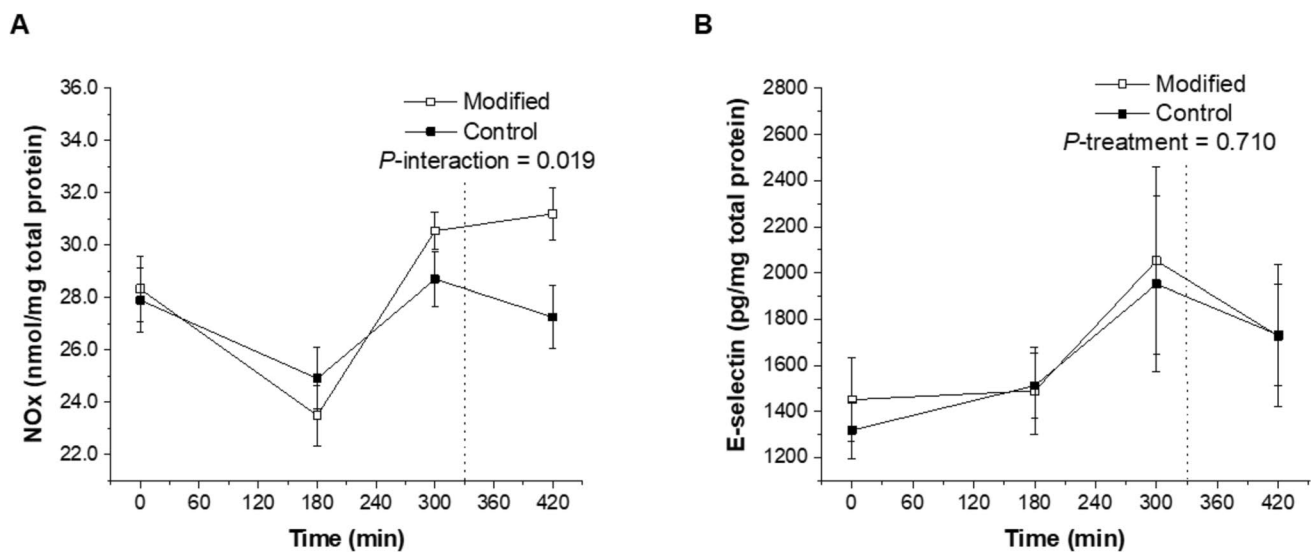 A
NOx (nmol/mg total protein)
36.0
34.0
32.0
30.0
28.0
26.0
24.0
22.0
Modified
Control
P-interaction = 0.019
0 60 120 180 240 300 360 420
Time (min)
B
E-selectin (pg/mg total protein)
2800
2600
2400
2200
2000
1800
1600
1400
1200
Modified
Control
P-treatment = 0.710
0 60 120 180 240 300 360 420
Time (min)